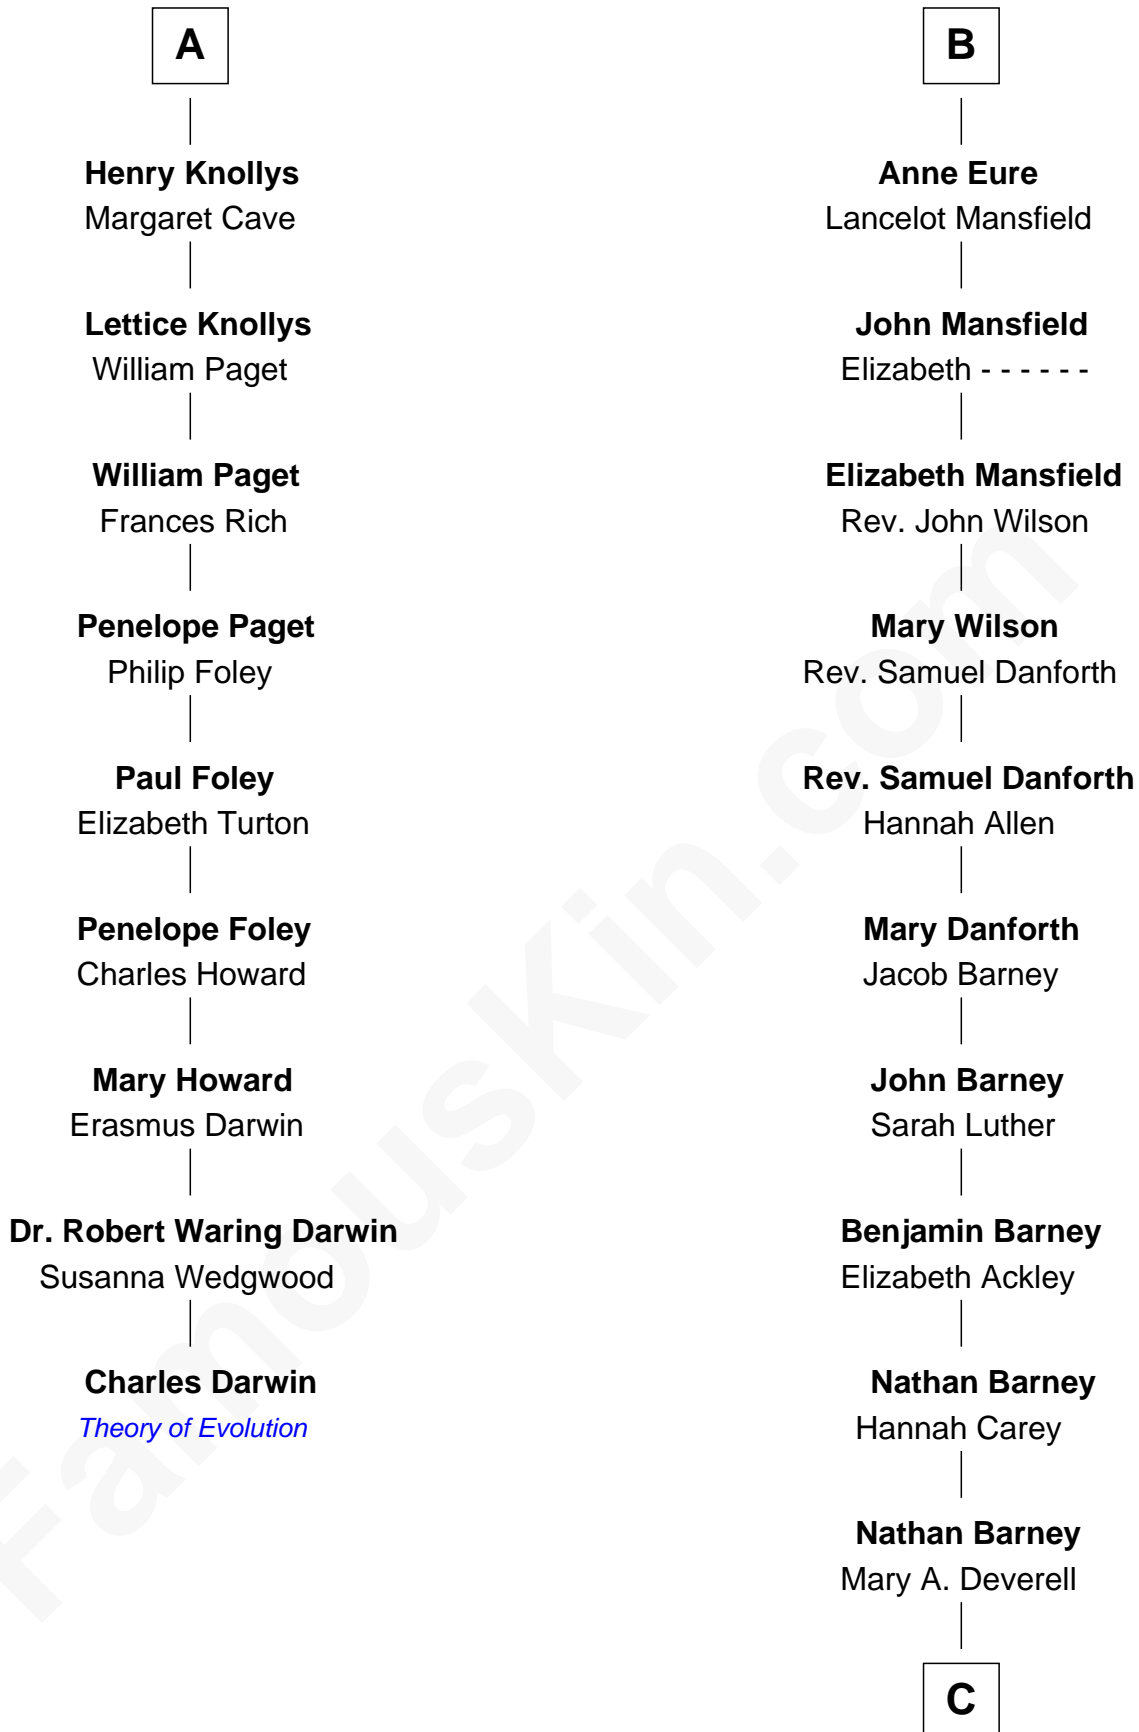 A
Henry Knollys
Margaret Cave
Lettice Knollys
William Paget
William Paget
Frances Rich
Penelope Paget
Philip Foley
Paul Foley
Elizabeth Turton
Penelope Foley
Charles Howard
Mary Howard
Erasmus Darwin
Dr. Robert Waring Darwin
Susanna Wedgwood
Charles Darwin
Theory of Evolution
B
Anne Eure
Lancelot Mansfield
John Mansfield
Elizabeth - - - - - -
Elizabeth Mansfield
Rev. John Wilson
Mary Wilson
Rev. Samuel Danforth
Rev. Samuel Danforth
Hannah Allen
Mary Danforth
Jacob Barney
John Barney
Sarah Luther
Benjamin Barney
Elizabeth Ackley
Nathan Barney
Hannah Carey
Nathan Barney
Mary A. Deverell
C
FamousKin.com